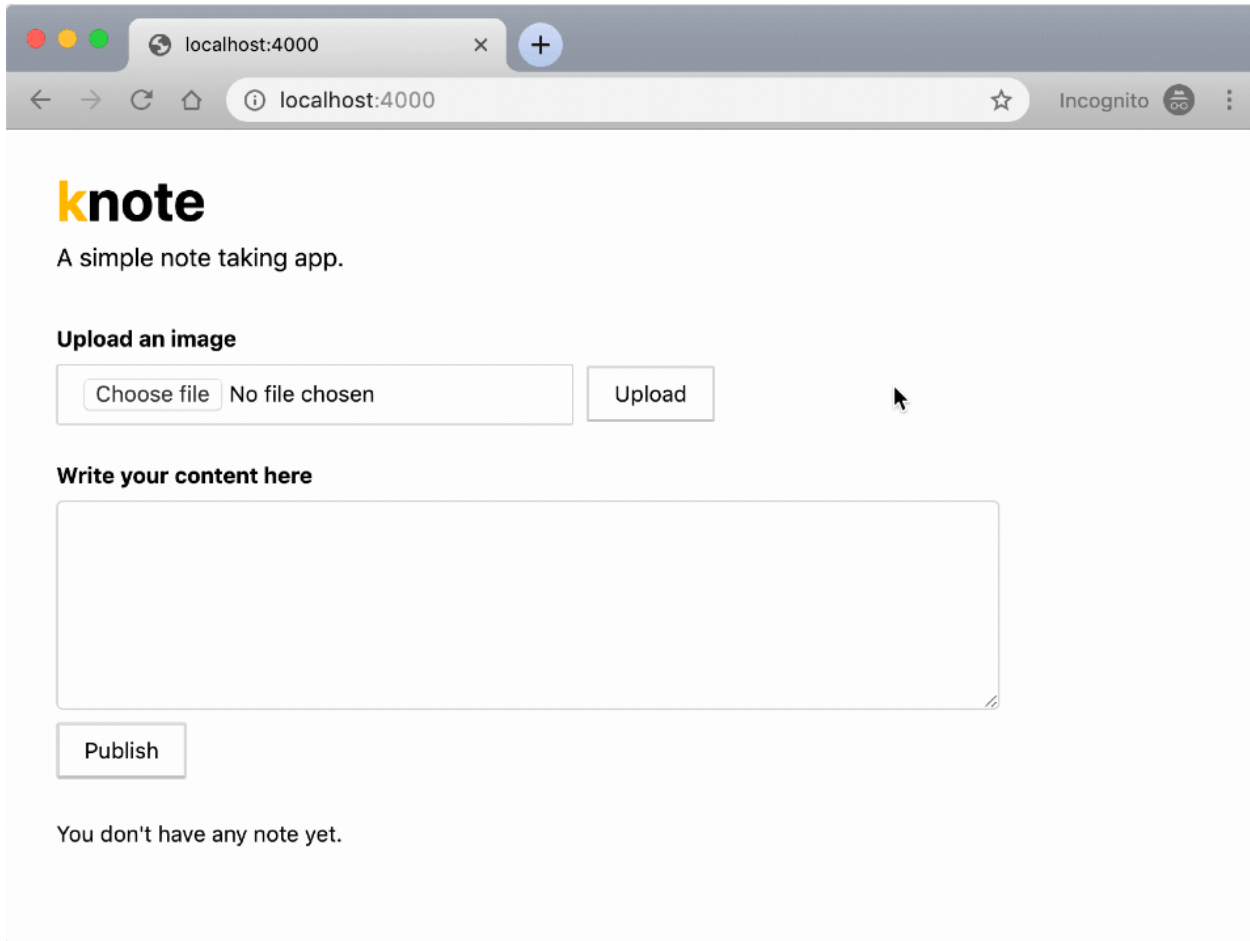 localhost:4000
localhost:4000 Incognito
knote
A simple note taking app.
Upload an image
Choose file No file chosen Upload
Write your content here
Publish
You don't have any note yet.